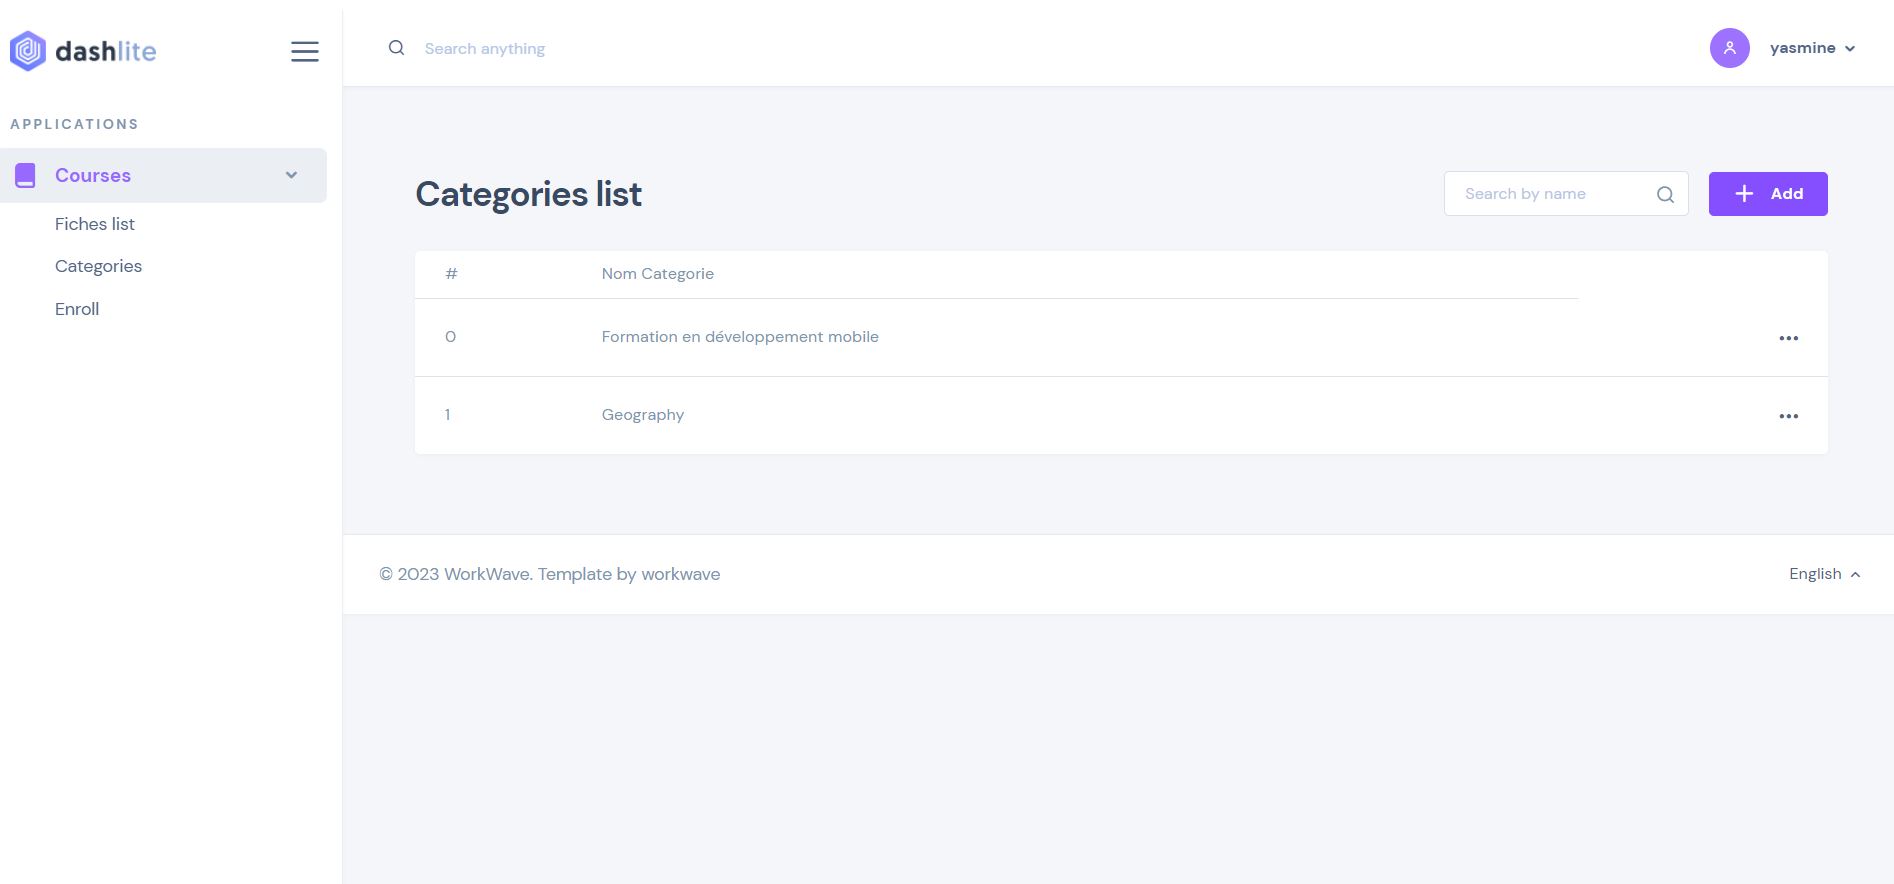 dashlite
Search anything
yasmine
APPLICATIONS
Courses
Fiches list
Categories
Enroll
Categories list
Search by name
Add
# Nom Categorie
0 Formation en développement mobile
1 Geography
© 2023 WorkWave. Template by workwave
English